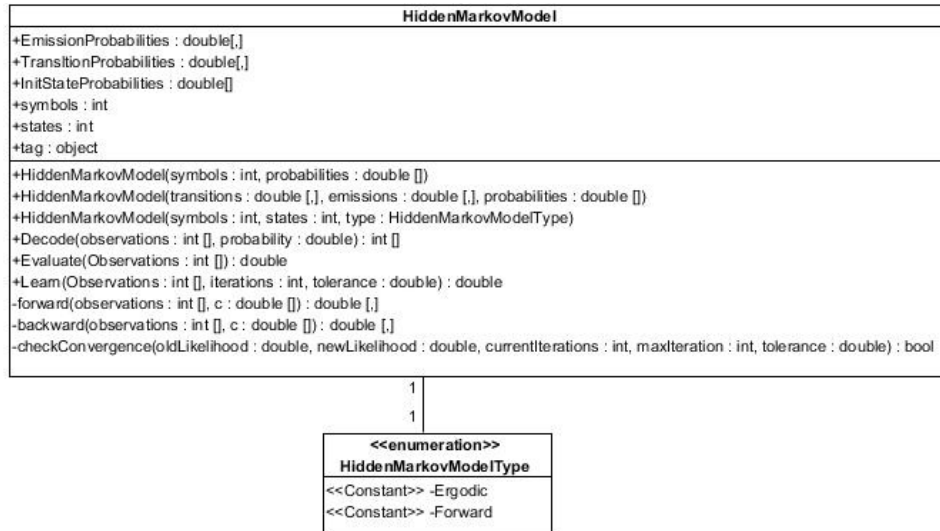 HiddenMarkovModel
+EmissionProbabilities : double[,]
+TransItionProbabilities : double[,]
+InitStateProbabilities : double[]
+symbols : int
+states : int
+tag : object
+HiddenMarkovModel(symbols : int, probabilities : double [])
+HiddenMarkovModel(transitions : double [,], emissions : double [,], probabilities : double [])
+HiddenMarkovModel(symbols : int, states : int, type : HiddenMarkovModelType)
+Decode(observations : int [], probability : double) : int []
+Evaluate(Observations : int []) : double
+Learn(Observations : int [], iterations : int, tolerance : double) : double
-forward(observations : int [], c : double []) : double [,]
-backward(observations : int [], c : double []) : double [,]
-checkConvergence(oldLikelihood : double, newLikelihood : double, currentIterations : int, maxIteration : int, tolerance : double) : bool
1
1
<<enumeration>>
HiddenMarkovModelType
<<Constant>> -Ergodic
<<Constant>> -Forward